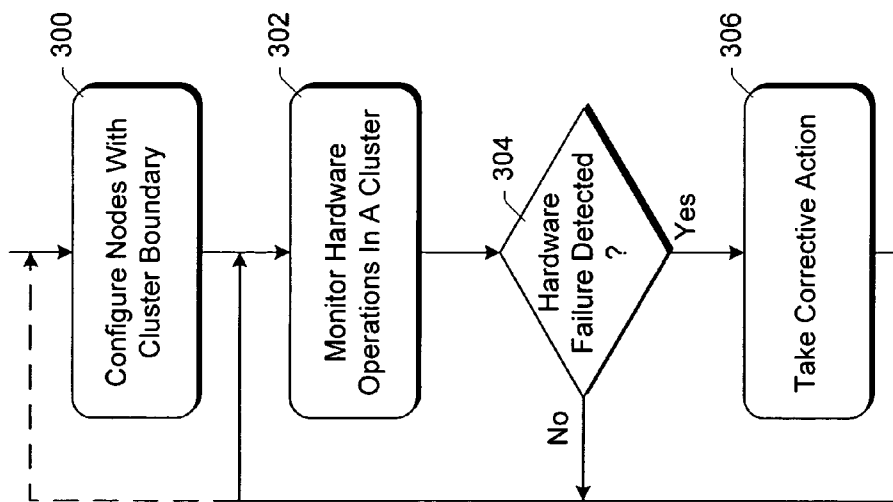 300
Configure Nodes With
Cluster Boundary
302
Monitor Hardware
Operations In A Cluster
304
Hardware
Failure Detected
?
No
Yes
306
Take Corrective Action